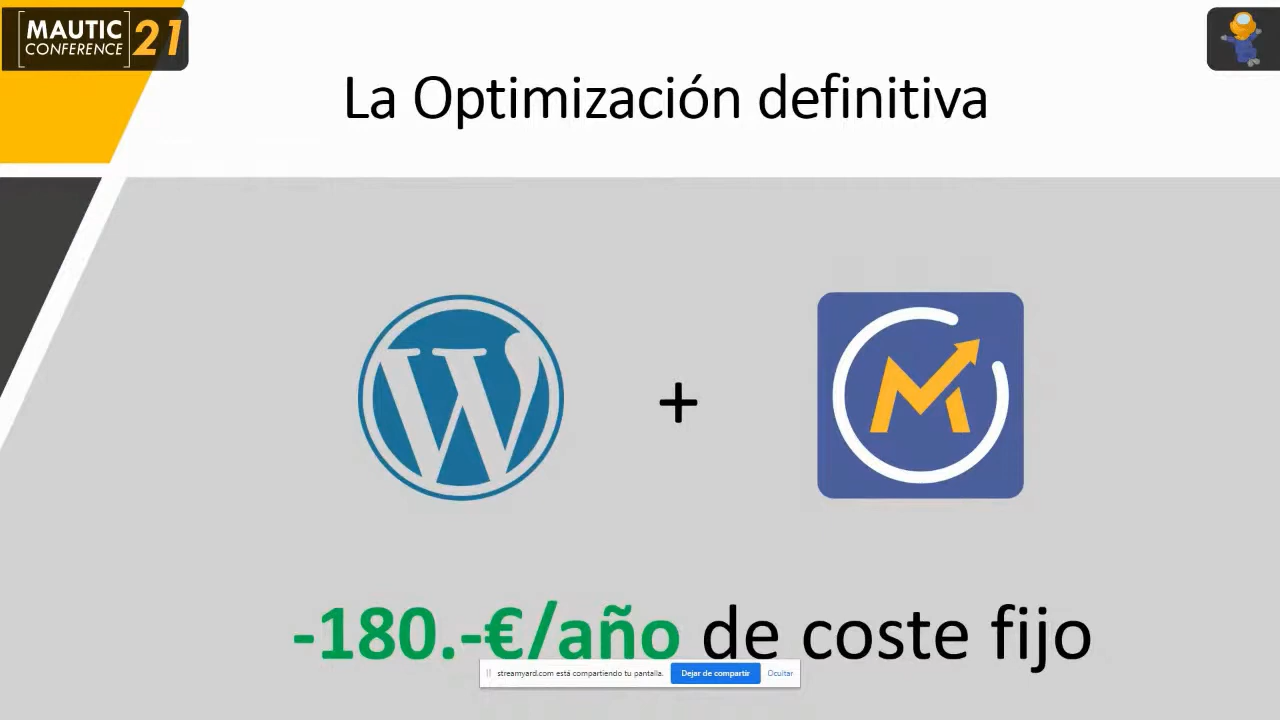 MAUTIC
CONFERENCE 21
La Optimización definitiva
+
-180.-€/año de coste fijo
streamyard.com está compartiendo tu pantalla. Dejar de compartir Ocultar